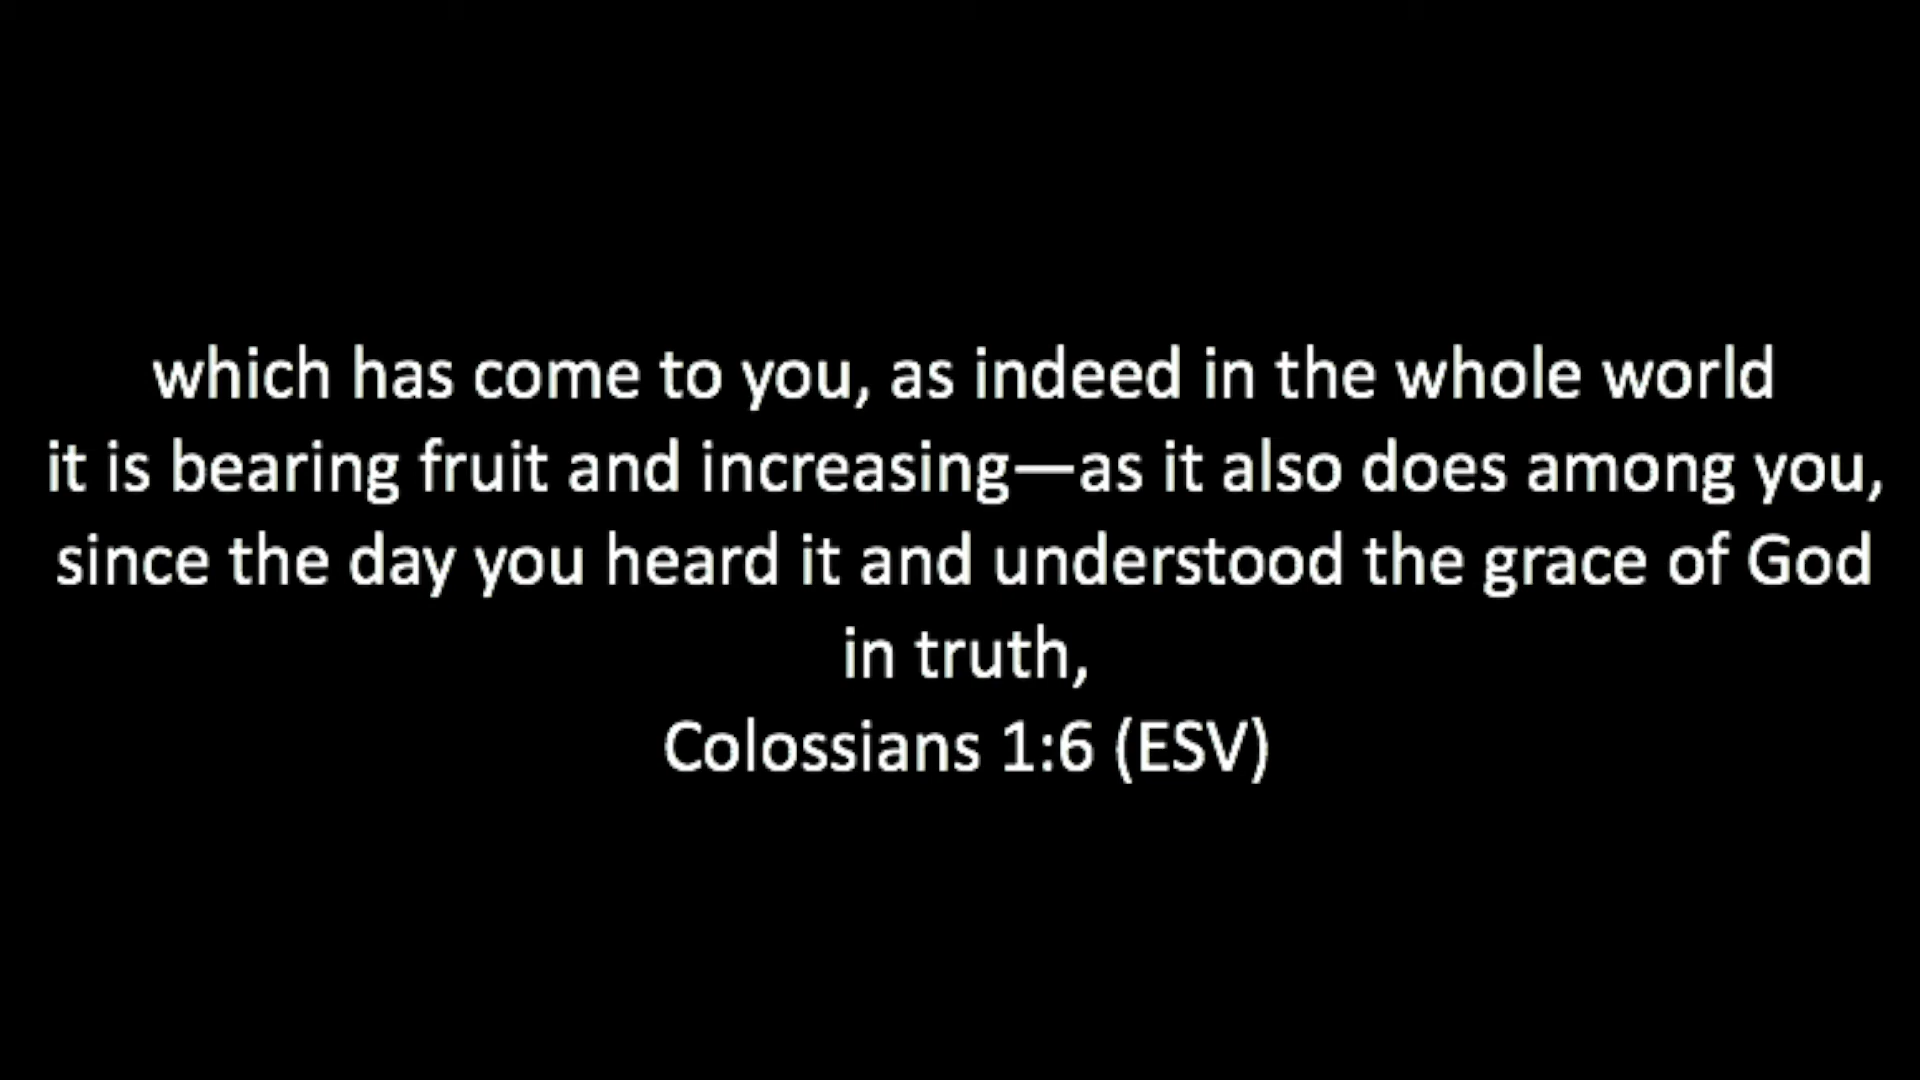 which has come to you, as indeed in the whole world
it is bearing fruit and increasing—as it also does among you,
since the day you heard it and understood the grace of God
in truth,
Colossians 1:6 (ESV)